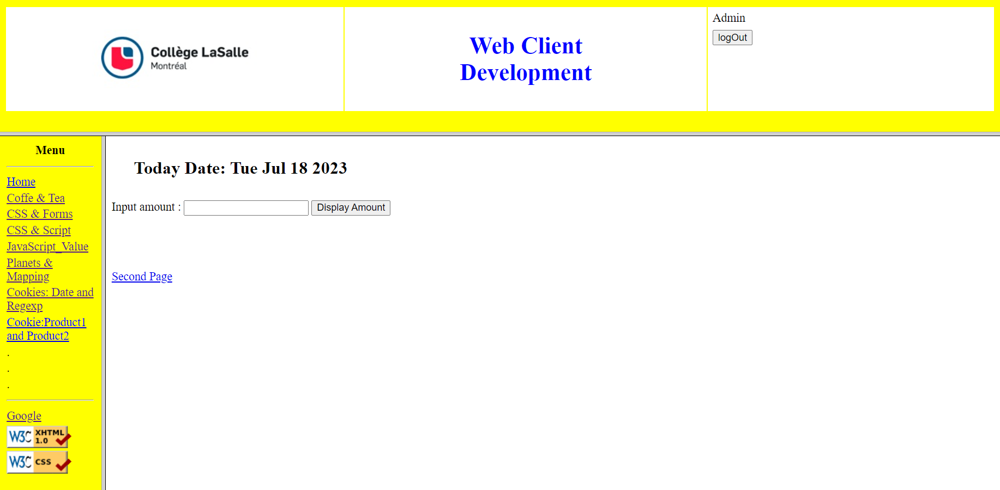 Collège LaSalle
Montréal
Web Client
Development
Admin
logOut
Menu
Home
Coffe & Tea
CSS & Forms
CSS & Script
JavaScript_Value
Planets &
Mapping
Cookies: Date and
Regexp
Cookie:Product1
and Product2
.
.
.
Google
W3C XHTML
1.0
W3C CSS
Today Date: Tue Jul 18 2023
Input amount : Display Amount
Second Page